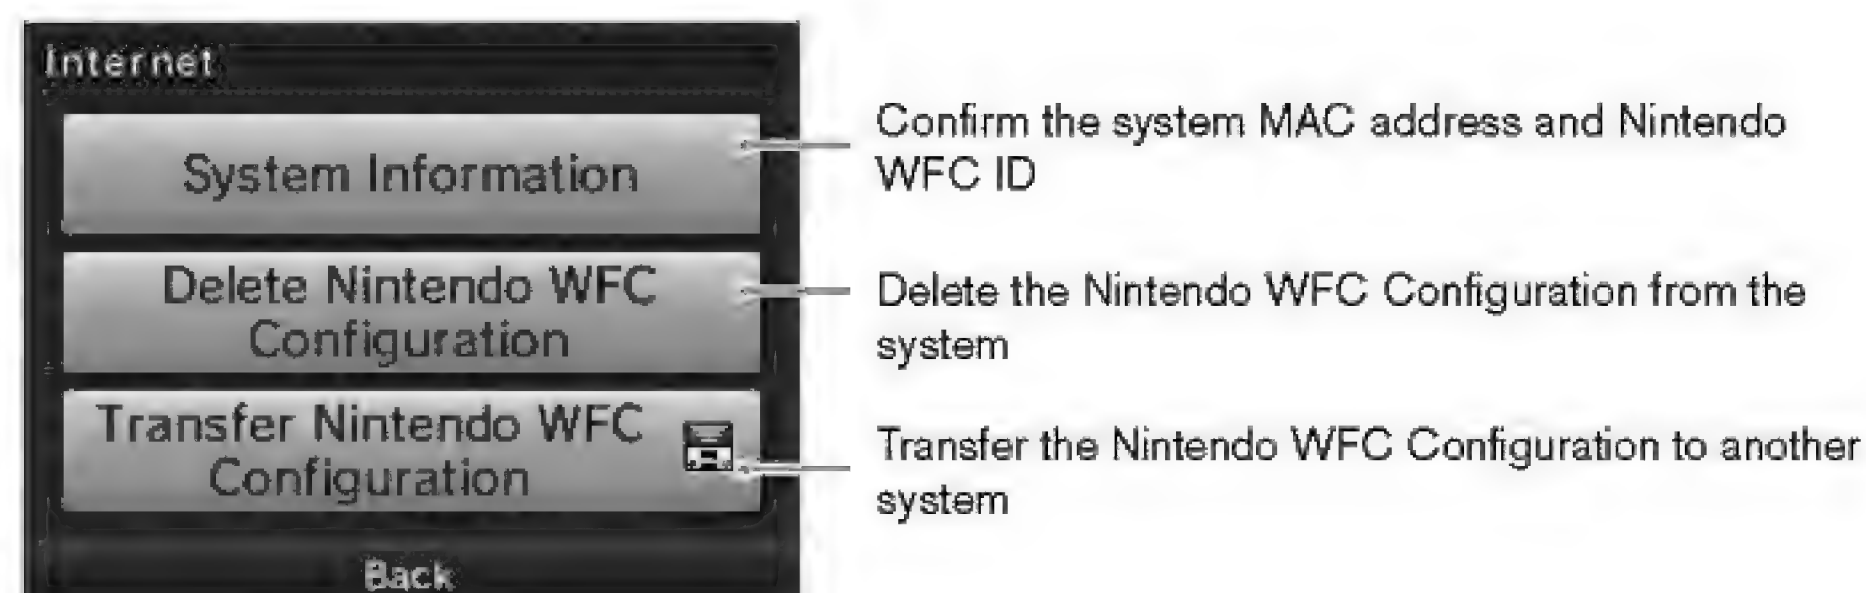 Internet
System Information
Confirm the system MAC address and Nintendo
WFC ID
Delete Nintendo WFC
Configuration
Delete the Nintendo WFC Configuration from the
system
Transfer Nintendo WFC
Configuration
Transfer the Nintendo WFC Configuration to another
system
Back